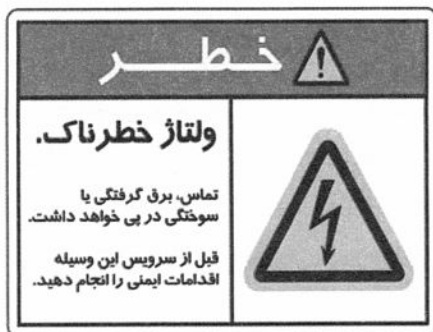 خطر
ولتاژ خطرناک.
تماس، برق گرفتگی یا
سوختگی در پی خواهد داشت.
قبل از سرویس این وسیله
اقدامات ایمنی را انجام دهید.